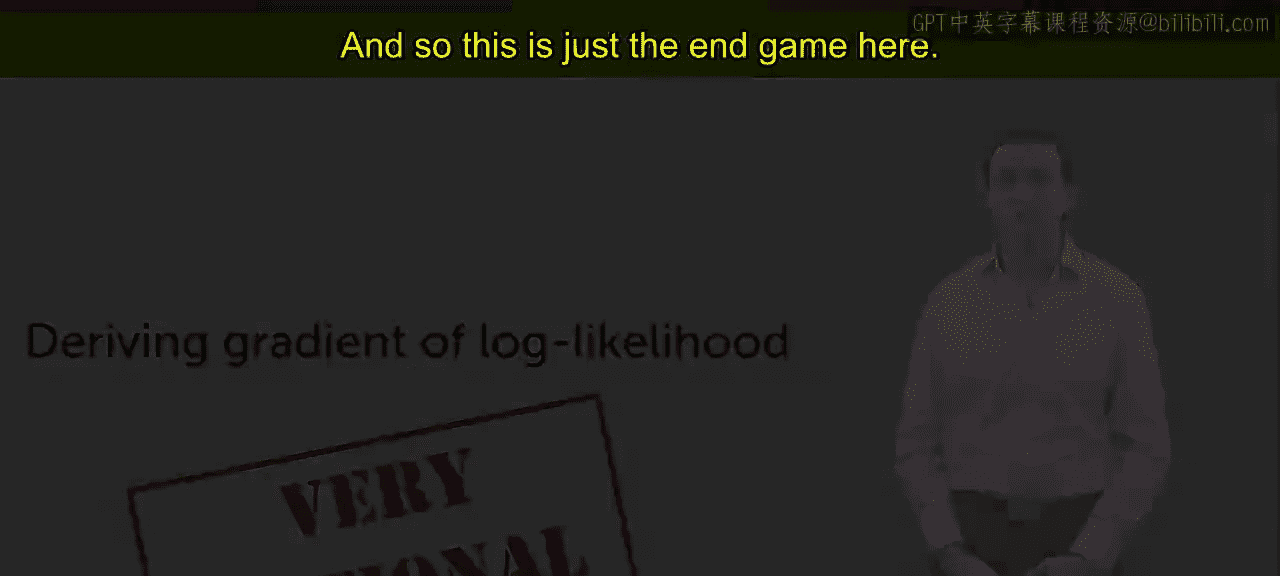 GPT中英字幕课程资源@bilibili.com
And so this is just the end game here.
Deriving gradient of log-likelihood
VERY